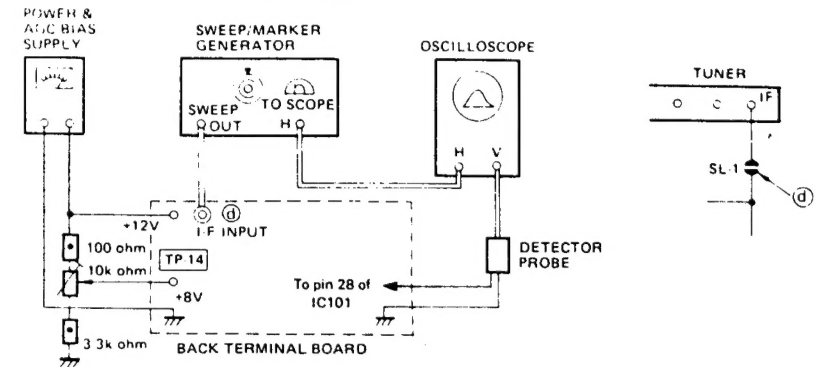 POWER &
AGC BIAS
SUPPLY
SWEEP/MARKER
GENERATOR
OSCILLOSCOPE
TUNER
SWEEP
OUT
TO SCOPE
H
H
V
IF
SL-1
d
+12V
d
I-F INPUT
100 ohm
TP-14
10k ohm
+8V
To pin 28 of
IC101
DETECTOR
PROBE
3.3k ohm
BACK TERMINAL BOARD